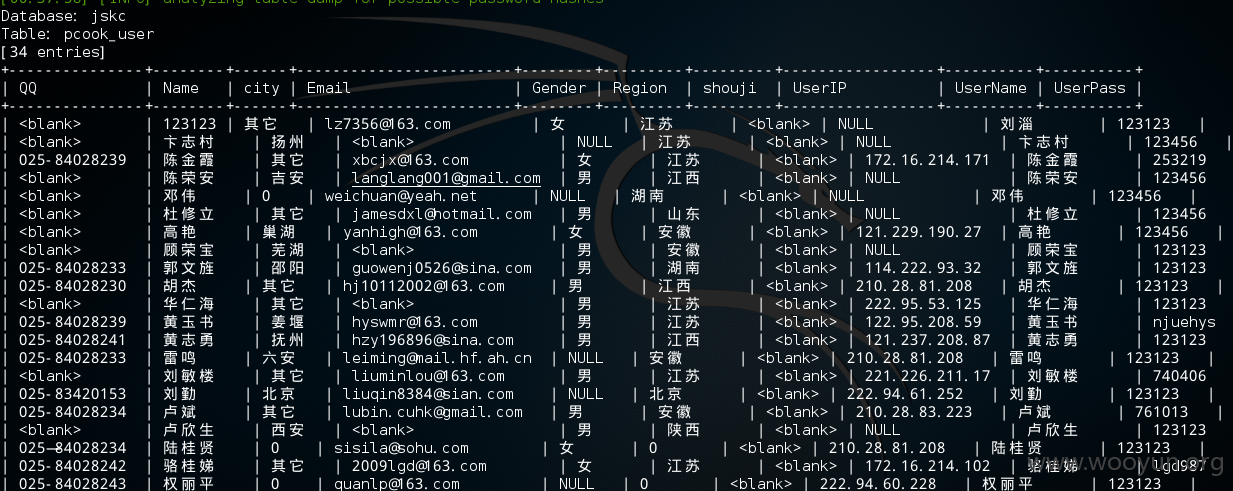 [INFO] analyzing table dump for possible password hashes
Database: jskc
Table: pcook_user
[34 entries]
| QQ | Name | city | Email | Gender | Region | shouji | UserIP | UserName | UserPass |
| <blank> | 123123 | 其它 | lz7356@163.com | 女 | 江苏 | <blank> | NULL | 刘淄 | 123123 |
| <blank> | 卞志村 | 扬州 | <blank> | NULL | 江苏 | <blank> | NULL | 卞志村 | 123456 |
| 025-84028239 | 陈金霞 | 其它 | xbcjx@163.com | 女 | 江苏 | <blank> | 172.16.214.171 | 陈金霞 | 253219
| <blank> | 陈荣安 | 吉安 | langlang001@gmail.com | 男 | 江西 | <blank> | NULL | 陈荣安 | 123456
| <blank> | 邓伟 | 0 | weichuan@yeah.net | NULL | 湖南 | <blank> | NULL | 邓伟 | 123456 |
| <blank> | 杜修立 | 其它 | jamesdxl@hotmail.com | 男 | 山东 | <blank> | NULL | 杜修立 | 123456
| <blank> | 高艳 | 巢湖 | yanhigh@163.com | 女 | 安徽 | <blank> | 121.229.190.27 | 高艳 | 123456 |
| <blank> | 顾荣宝 | 芜湖 | <blank> | 男 | 安徽 | <blank> | NULL | 顾荣宝 | 123123
| 025-84028233 | 郭文旌 | 邵阳 | guowenj0526@sina.com | 男 | 湖南 | <blank> | 114.222.93.32 | 郭文旌 | 123123
| 025-84028230 | 胡杰 | 其它 | hj10112002@163.com | 男 | 江西 | <blank> | 210.28.81.208 | 胡杰 | 123123 |
| <blank> | 华仁海 | 其它 | <blank> | 男 | 江苏 | <blank> | 222.95.53.125 | 华仁海 | 123123
| 025-84028239 | 黄玉书 | 姜堰 | hyswmr@163.com | 男 | 江苏 | <blank> | 122.95.208.59 | 黄玉书 | njuehys
| 025-84028241 | 黄志勇 | 抚州 | hzy196896@sina.com | 男 | 江西 | <blank> | 121.237.208.87 | 黄志勇 | 123123
| 025-84028233 | 雷鸣 | 六安 | leiming@mail.hf.ah.cn | NULL | 安徽 | <blank> | 210.28.81.208 | 雷鸣 | 123123 |
| <blank> | 刘敏楼 | 其它 | liuminlou@163.com | 男 | 江苏 | <blank> | 221.226.211.17 | 刘敏楼 | 740406
| 025-83420153 | 刘勤 | 北京 | liuqin8384@sian.com | NULL | 北京 | <blank> | 222.94.61.252 | 刘勤 | 123123 |
| 025-84028234 | 卢斌 | 其它 | lubin.cuhk@gmail.com | 男 | 安徽 | <blank> | 210.28.83.223 | 卢斌 | 761013 |
| <blank> | 卢欣生 | 西安 | <blank> | 男 | 陕西 | <blank> | NULL | 卢欣生 | 123123
| 025—84028234 | 陆桂贤 | 0 | sisila@sohu.com | 女 | 0 | <blank> | 210.28.81.208 | 陆桂贤 | 123123 |
| 025-84028242 | 骆桂娣 | 其它 | 2009lgd@163.com | 女 | 江苏 | <blank> | 172.16.214.102 | 骆桂娣 | lgd987
| 025-84028243 | 权丽平 | 0 | quanlp@163.com | NULL | 0 | <blank> | 222.94.60.228 | 权丽平 | 123123 |
www.wooyun.org